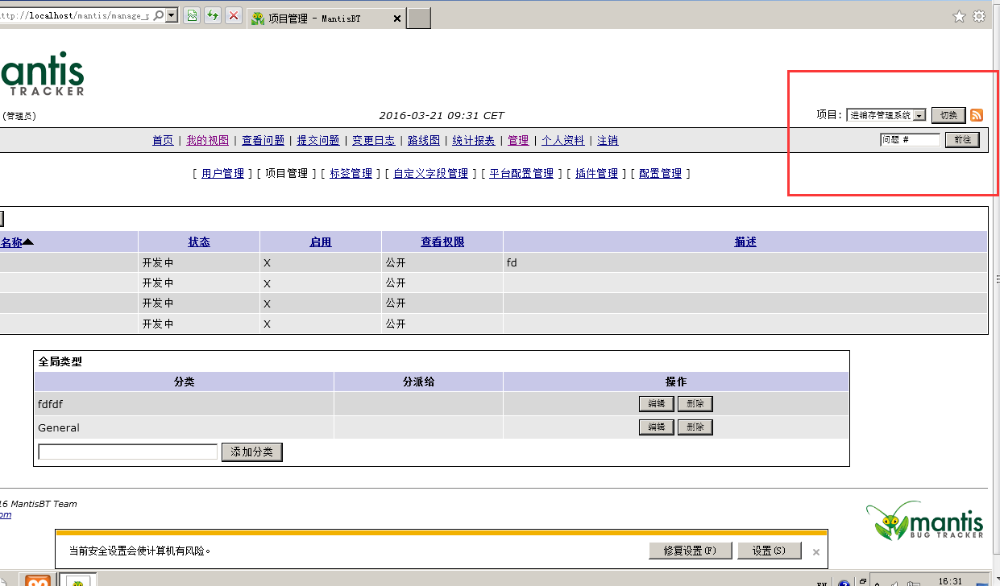 ttp://localhost/mantis/manage_p
项目管理 - MantisBT
antis
TRACKER
(管理员)
2016-03-21 09:31 CET
项目: 进销存管理系统 切换
首页 | 我的视图 | 查看问题 | 提交问题 | 变更日志 | 路线图 | 统计报表 | 管理 | 个人资料 | 注销
问题 # 前往
[ 用户管理 ] [ 项目管理 ] [ 标签管理 ] [ 自定义字段管理 ] [ 平台配置管理 ] [ 插件管理 ] [ 配置管理 ]
名称 状态 启用 查看权限 描述
开发中 X 公开 fd
开发中 X 公开
开发中 X 公开
开发中 X 公开
全局类型
分类 分派给 操作
fdfdf 编辑 删除
General 编辑 删除
添加分类
16 MantisBT Team
om
mantis
BUG TRACKER
当前安全设置会使计算机有风险。 修复设置(F) 设置(S)
EN 16:31